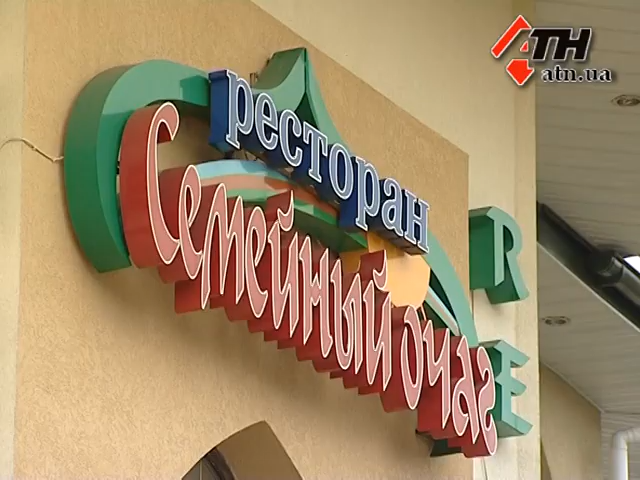 АТН
atn.ua
ресторан
Семейный очаг
R
E